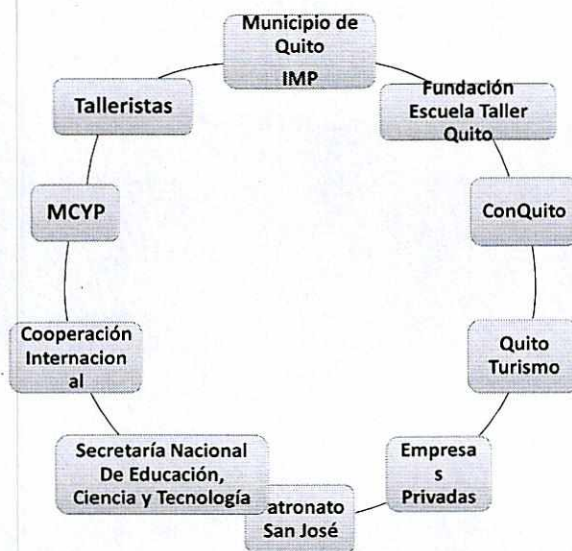 Municipio de
Quito
IMP
Fundación
Escuela Taller
Quito
ConQuito
Quito
Turismo
Empresa
s
Privadas
atronato
San José
Secretaría Nacional
De Educación,
Ciencia y Tecnología
Cooperación
Internacion
al
MCYP
Talleristas